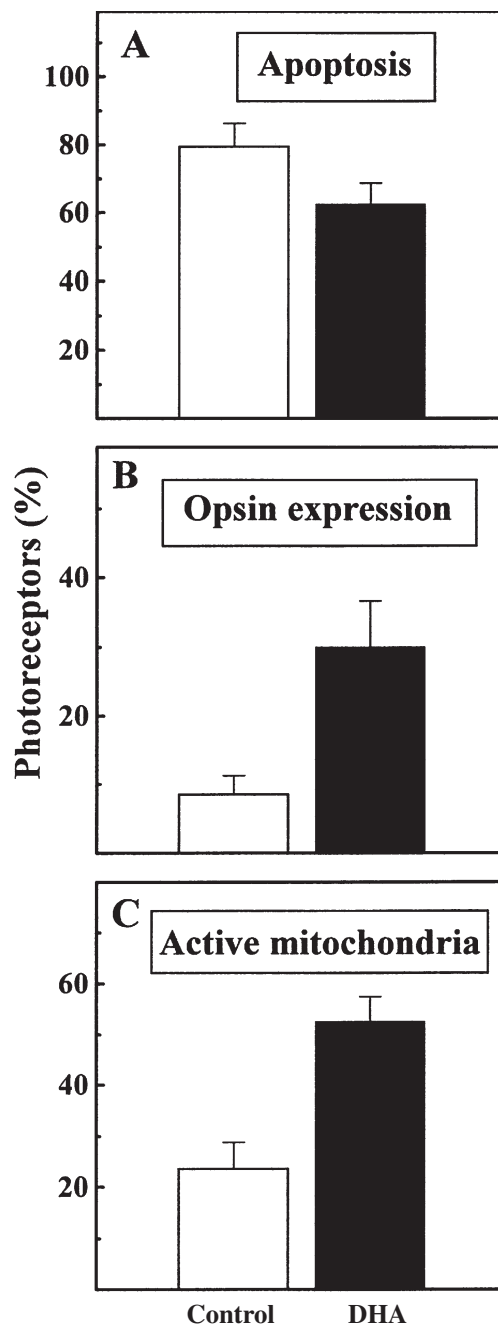 A
Apoptosis
100
80
60
40
20
Photoreceptors (%)
B
Opsin expression
40
20
C
Active mitochondria
60
40
20
Control DHA